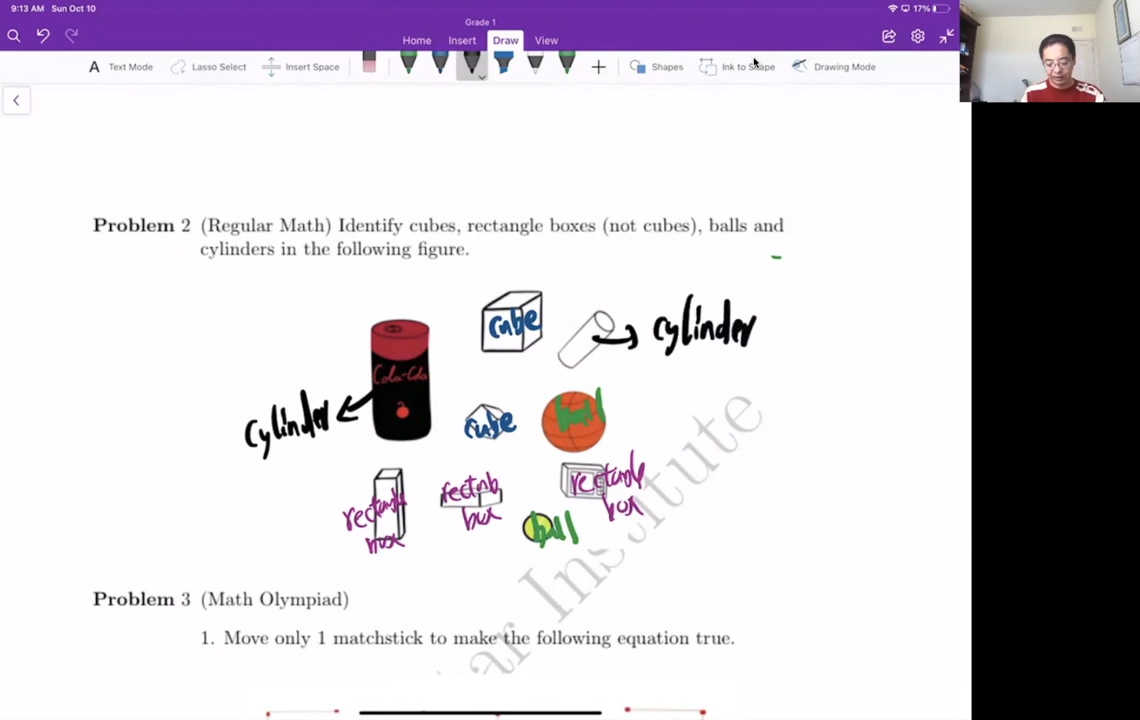 9:13 AM Sun Oct 10
17%
Grade 1
Home Insert Draw View
Text Mode Lasso Select Insert Space Shapes Ink to Shape Drawing Mode
Problem 2 (Regular Math) Identify cubes, rectangle boxes (not cubes), balls and
cylinders in the following figure.
cube
cylinder
Cola-Cola
cylinder
cube
ball
rectangle
box
box
rectangle
box
ball
Problem 3 (Math Olympiad)
1. Move only 1 matchstick to make the following equation true.
Institute